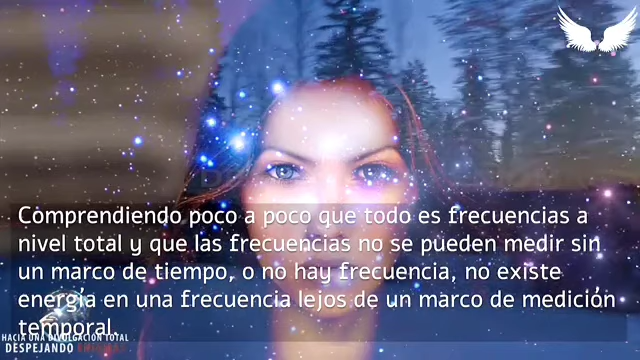 Comprendiendo poco a poco que todo es frecuencias a
nivel total y que las frecuencias no se pueden medir sin
un marco de tiempo, o no hay frecuencia, no existe
energía en una frecuencia lejos de un marco de medición
temporal.
HACIA UNA DIVULGACIÓN TOTAL
DESPEJANDO